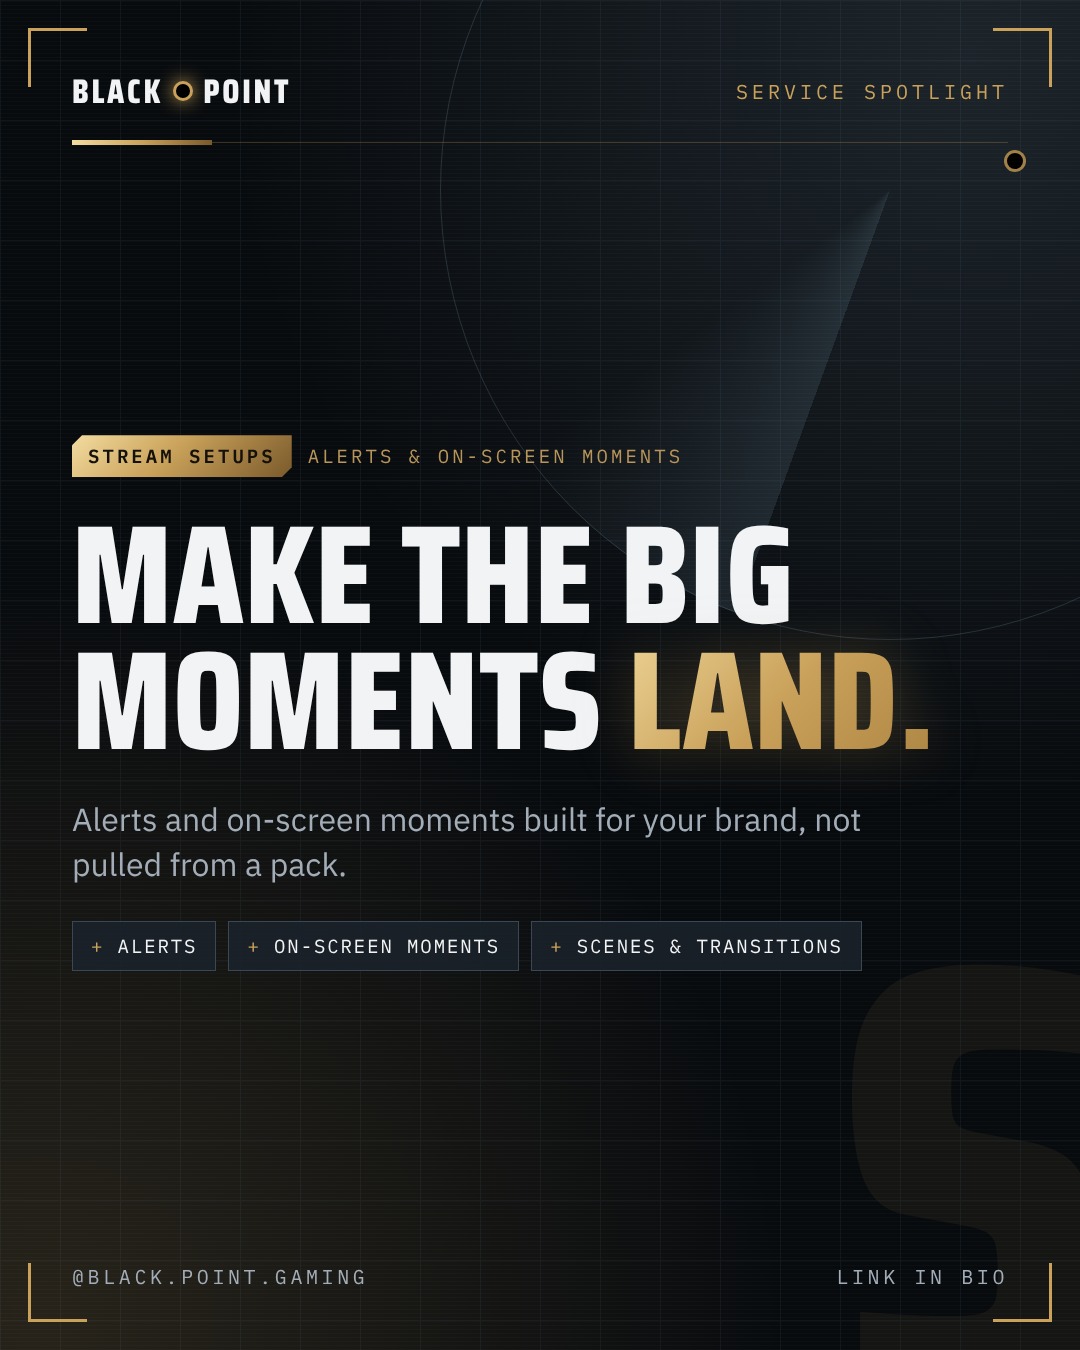 BLACK POINT
SERVICE SPOTLIGHT
STREAM SETUPS
ALERTS & ON-SCREEN MOMENTS
MAKE THE BIG
MOMENTS LAND.
Alerts and on-screen moments built for your brand, not
pulled from a pack.
+ ALERTS
+ ON-SCREEN MOMENTS
+ SCENES & TRANSITIONS
S
@BLACK.POINT.GAMING
LINK IN BIO